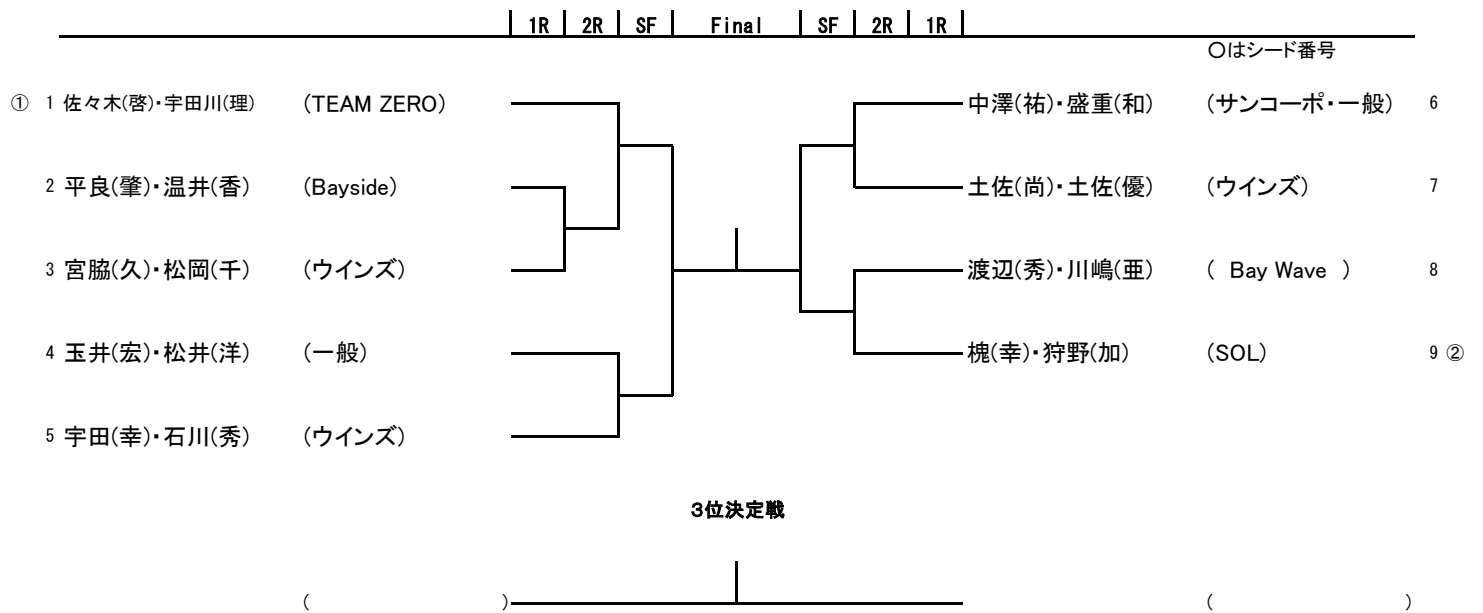 1R 2R SF Final SF 2R 1R
○はシード番号
① 1 佐々木(啓)・宇田川(理) (TEAM ZERO) 中澤(祐)・盛重(和) (サンコーポ・一般) 6
2 平良(肇)・温井(香) (Bayside) 土佐(尚)・土佐(優) (ウインズ) 7
3 宮脇(久)・松岡(千) (ウインズ) 渡辺(秀)・川嶋(亜) ( Bay Wave ) 8
4 玉井(宏)・松井(洋) (一般) 槐(幸)・狩野(加) (SOL) 9 ②
5 宇田(幸)・石川(秀) (ウインズ)
3位決定戦
( ) ( )